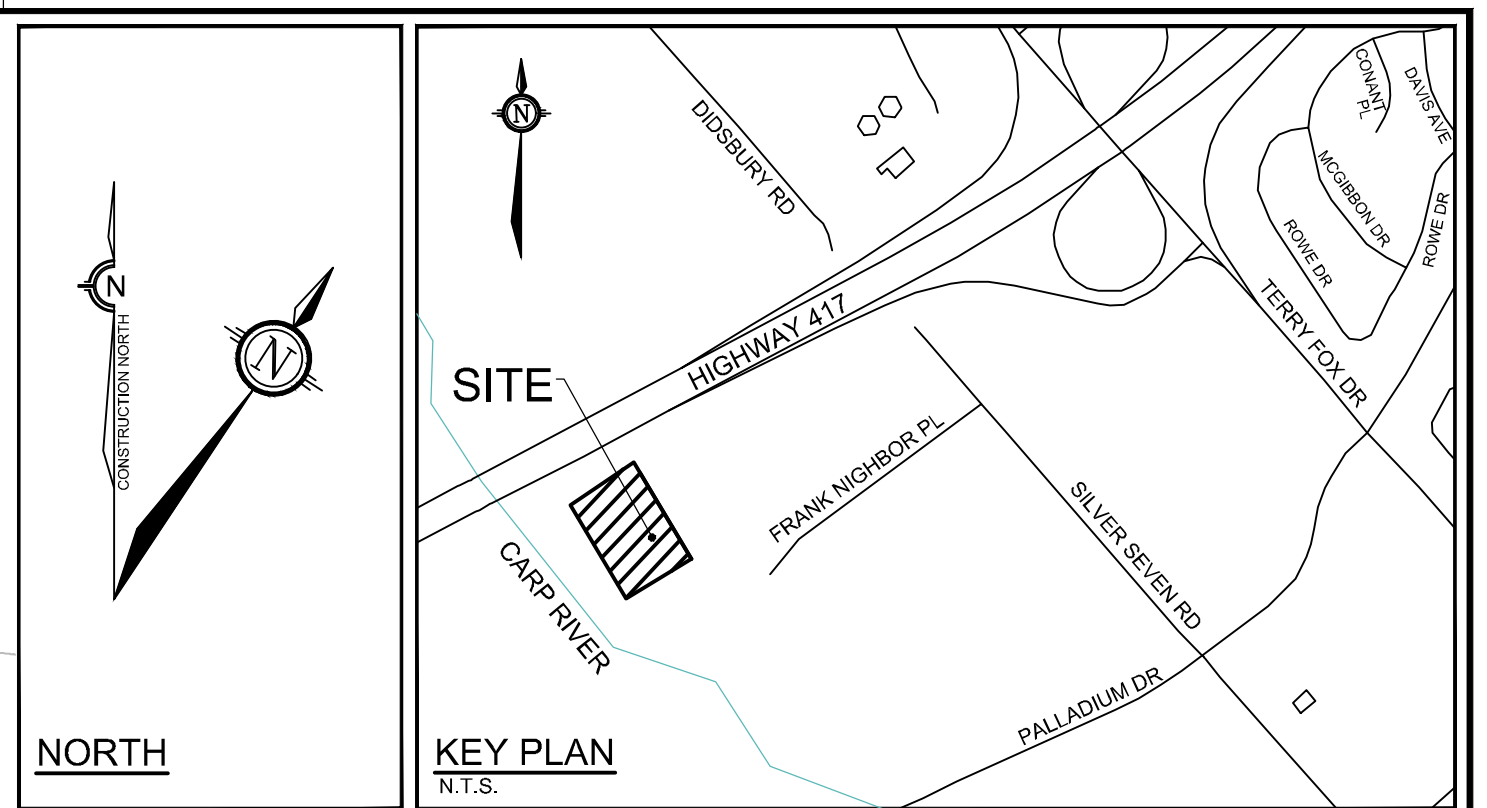 N
CONSTRUCTION NORTH
N
NORTH
N
DIDSBURY RD
CONANT
PL
DAVIS AVE
MCGIBBON DR
ROWE DR
ROWE DR
TERRY FOX DR
HIGHWAY 417
SITE
FRANK NIGHBOR PL
SILVER SEVEN RD
CARP RIVER
PALLADIUM DR
KEY PLAN
N.T.S.